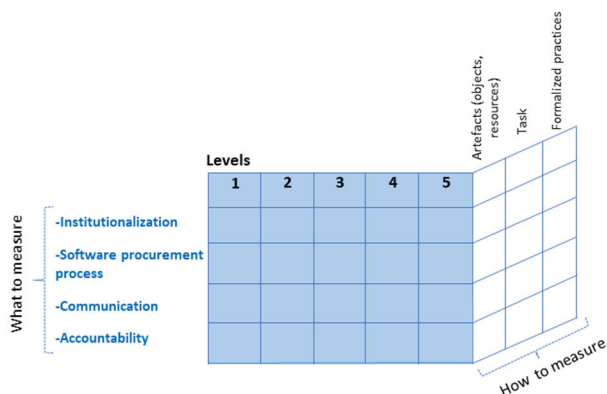 Artefacts (objects,
resources)
Task
Formalized practices
Levels
1 2 3 4 5
What to measure
-Institutionalization
-Software procurement
process
-Communication
-Accountability
How to measure